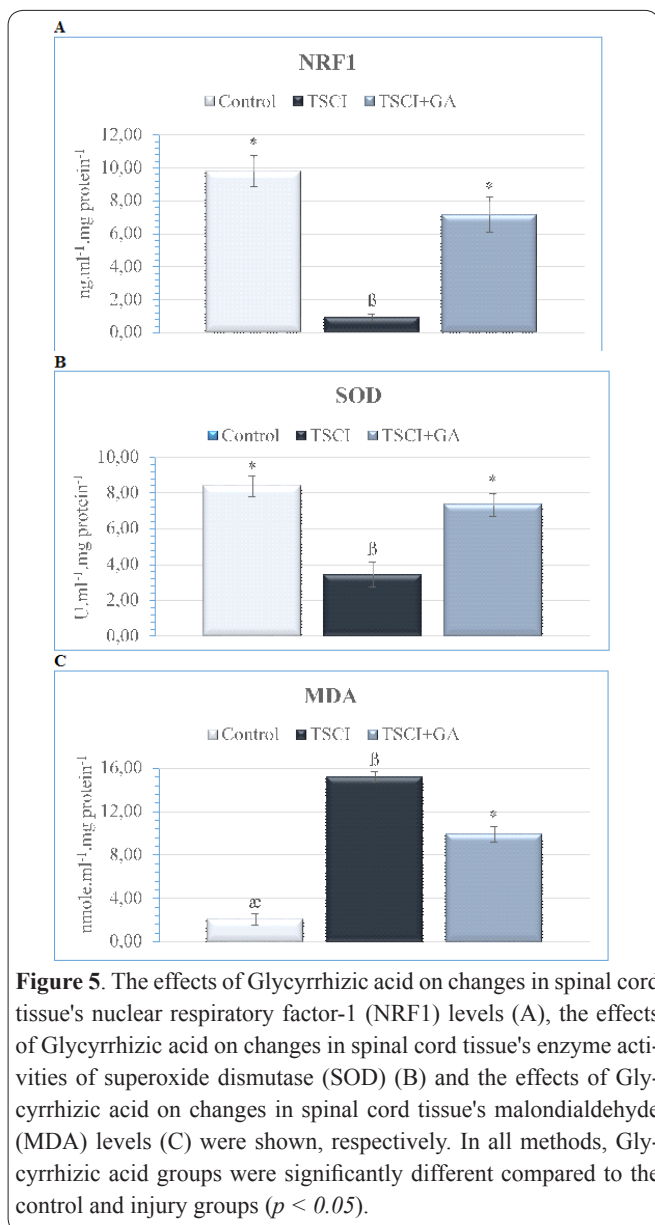 A
NRF1
Control TSCI TSCI+GA
12,00
10,00
8,00
6,00
4,00
2,00
0,00
ng.ml⁻¹.mg protein⁻¹
*
ß
*
B
SOD
Control TSCI TSCI+GA
10,00
8,00
6,00
4,00
2,00
0,00
U.ml⁻¹.mg protein⁻¹
*
ß
*
C
MDA
Control TSCI TSCI+GA
16,00
12,00
8,00
4,00
0,00
nmole.ml⁻¹.mg protein⁻¹
æ
ß
*
Figure 5. The effects of Glycyrrhizic acid on changes in spinal cord
tissue's nuclear respiratory factor-1 (NRF1) levels (A), the effects
of Glycyrrhizic acid on changes in spinal cord tissue's enzyme acti-
vities of superoxide dismutase (SOD) (B) and the effects of Gly-
cyrrhizic acid on changes in spinal cord tissue's malondialdehyde
(MDA) levels (C) were shown, respectively. In all methods, Gly-
cyrrhizic acid groups were significantly different compared to the
control and injury groups (p < 0.05).